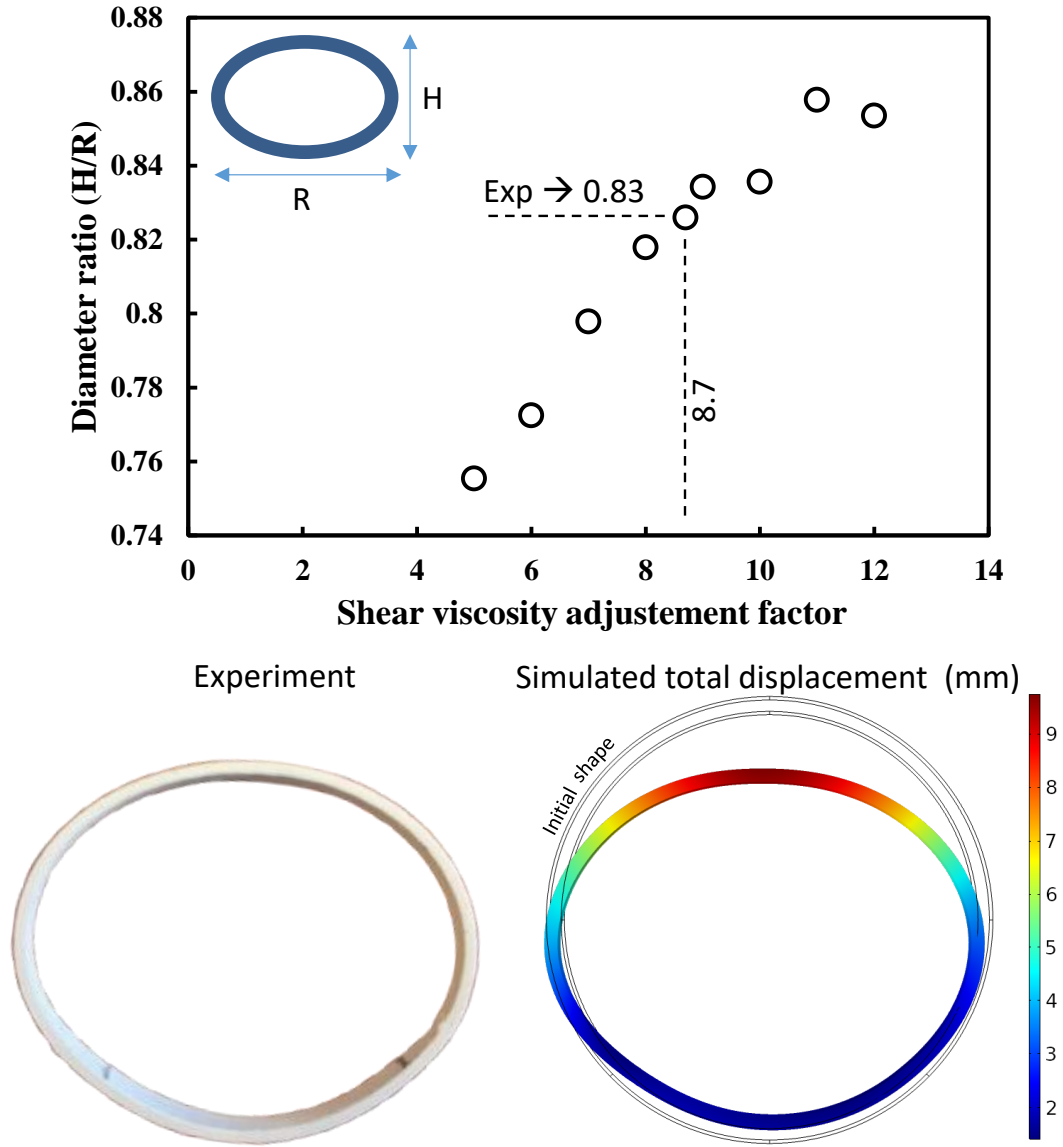 0.88
0.86
0.84
0.82
0.8
0.78
0.76
0.74
Diameter ratio (H/R)
H
R
Exp → 0.83
8.7
0 2 4 6 8 10 12 14
Shear viscosity adjustement factor
Experiment
Simulated total displacement (mm)
Initial shape
9
8
7
6
5
4
3
2